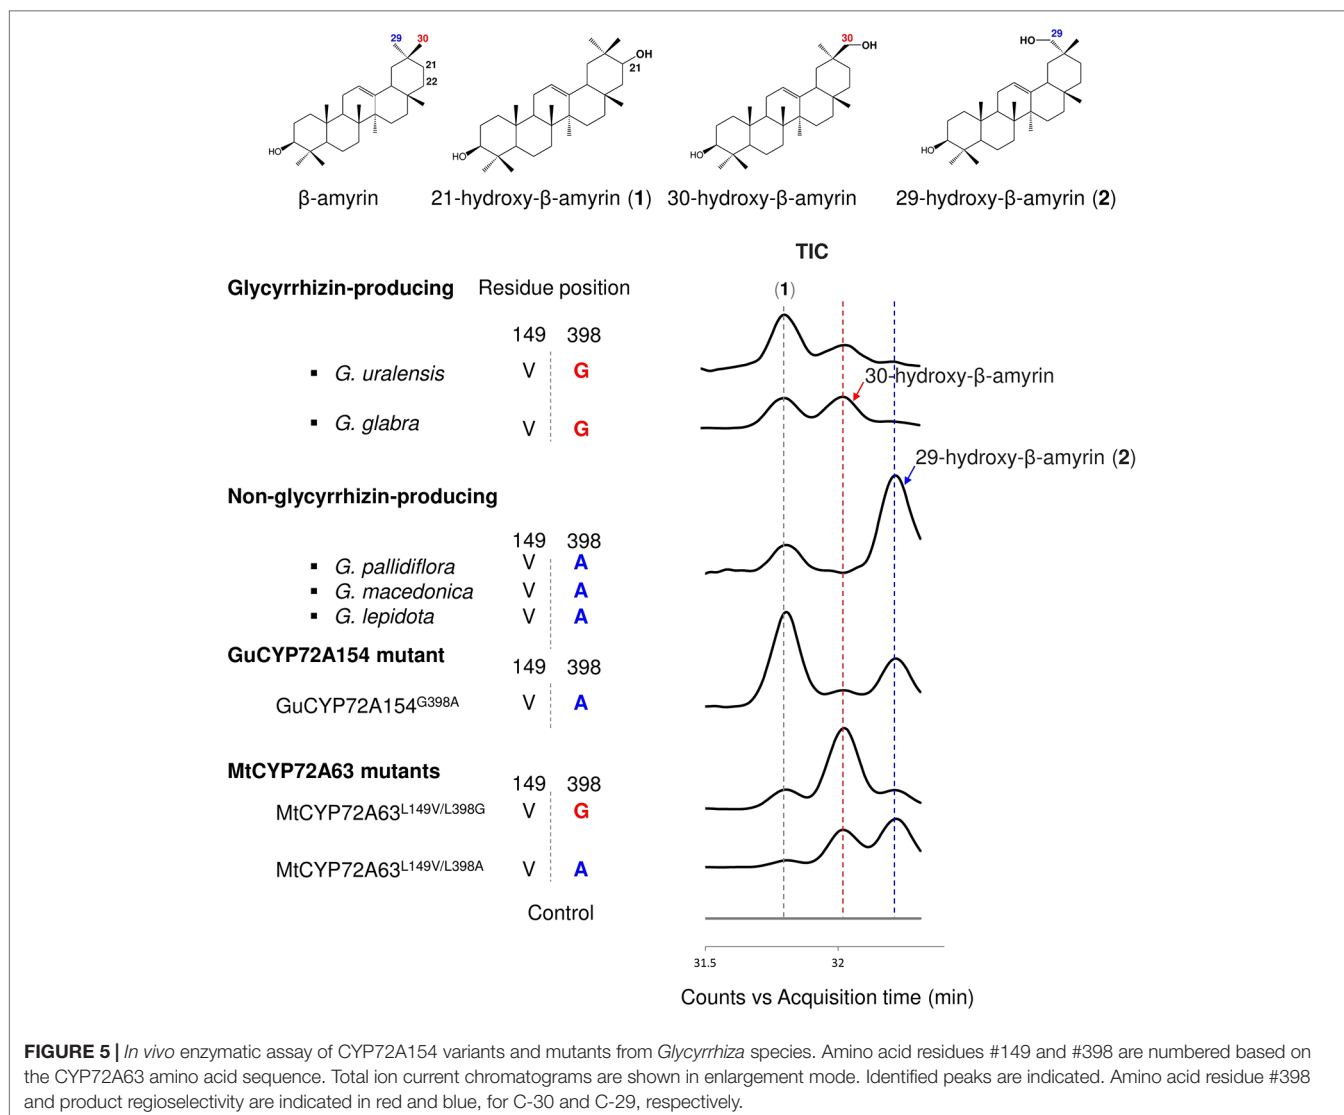 29 30
21
22
HO
β-amyrin
OH
21
HO
21-hydroxy-β-amyrin (1)
30
OH
HO
30-hydroxy-β-amyrin
29
HO
HO
29-hydroxy-β-amyrin (2)
TIC
Glycyrrhizin-producing Residue position (1)
149 398
▪ G. uralensis V G
30-hydroxy-β-amyrin
▪ G. glabra V G
29-hydroxy-β-amyrin (2)
Non-glycyrrhizin-producing
149 398
▪ G. pallidiflora V A
▪ G. macedonica V A
▪ G. lepidota V A
GuCYP72A154 mutant
149 398
GuCYP72A154G398A V A
MtCYP72A63 mutants
149 398
MtCYP72A63L149V/L398G V G
MtCYP72A63L149V/L398A V A
Control
31.5 32
Counts vs Acquisition time (min)
FIGURE 5 | In vivo enzymatic assay of CYP72A154 variants and mutants from Glycyrrhiza species. Amino acid residues #149 and #398 are numbered based on
the CYP72A63 amino acid sequence. Total ion current chromatograms are shown in enlargement mode. Identified peaks are indicated. Amino acid residue #398
and product regioselectivity are indicated in red and blue, for C-30 and C-29, respectively.